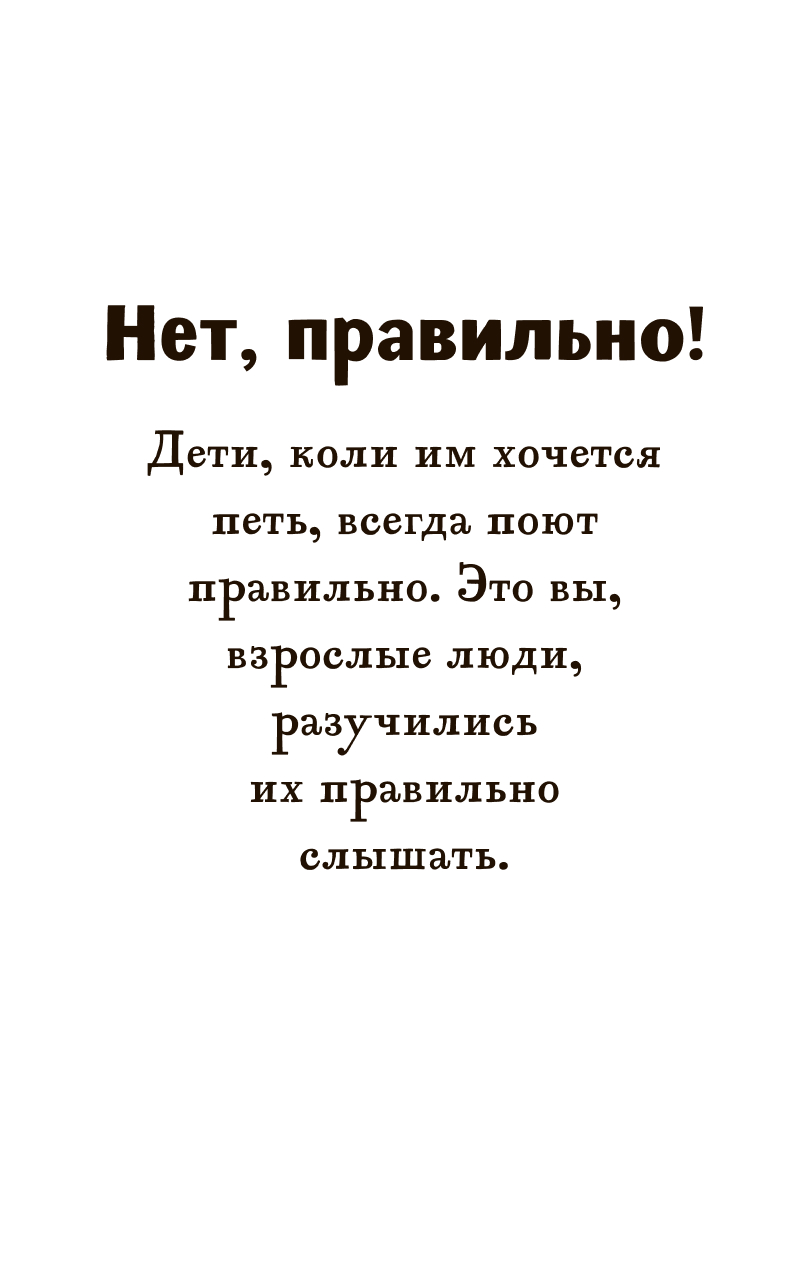 Нет, правильно!
Дети, коли им хочется
петь, всегда поют
правильно. Это вы,
взрослые люди,
разучились
их правильно
слышать.